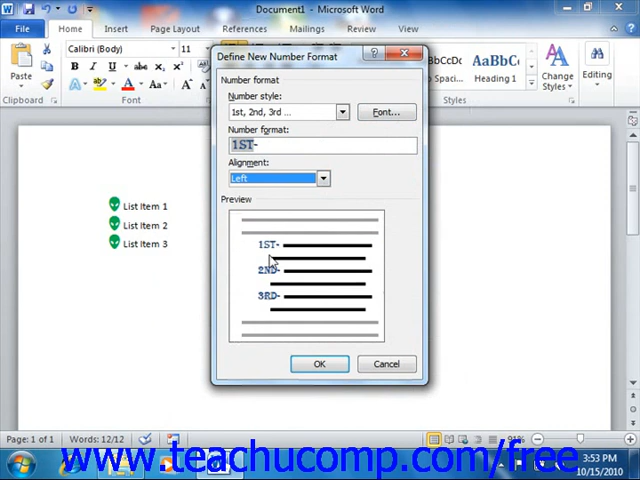 Document1 - Microsoft Word
File
Home
Insert
Page Layout
References
Mailings
Review
View
Calibri (Body)
11
Paste
Clipboard
B I U
Change Styles
Editing
Heading 1
Define New Number Format
Number format
Number style:
1st, 2nd, 3rd ...
Font...
Number format:
1ST-
Alignment:
Left
Preview
1ST-
2ND-
3RD-
OK
Cancel
List Item 1
List Item 2
List Item 3
Page: 1 of 1
Words: 12/12
91%
www.teachucomp.com/free
3:53 PM
10/15/2010